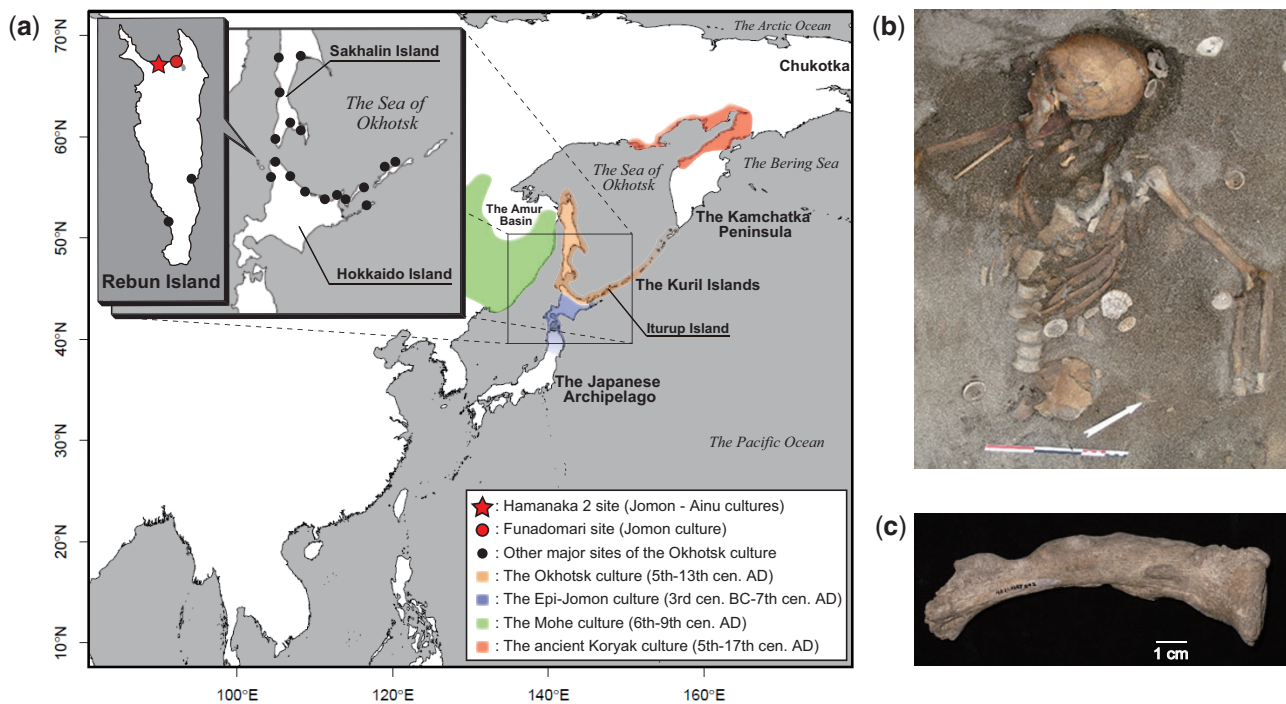 (a)
70°N
60°N
50°N
40°N
30°N
20°N
10°N
100°E
120°E
140°E
160°E
Rebun Island
Sakhalin Island
The Sea of
Okhotsk
Hokkaido Island
The Arctic Ocean
Chukotka
The Sea of
Okhotsk
The Bering Sea
The Amur
Basin
The Kamchatka
Peninsula
The Kuril Islands
Iturup Island
The Japanese
Archipelago
The Pacific Ocean
: Hamanaka 2 site (Jomon - Ainu cultures)
: Funadomari site (Jomon culture)
: Other major sites of the Okhotsk culture
: The Okhotsk culture (5th-13th cen. AD)
: The Epi-Jomon culture (3rd cen. BC-7th cen. AD)
: The Mohe culture (6th-9th cen. AD)
: The ancient Koryak culture (5th-17th cen. AD)
(b)
(c)
1 cm